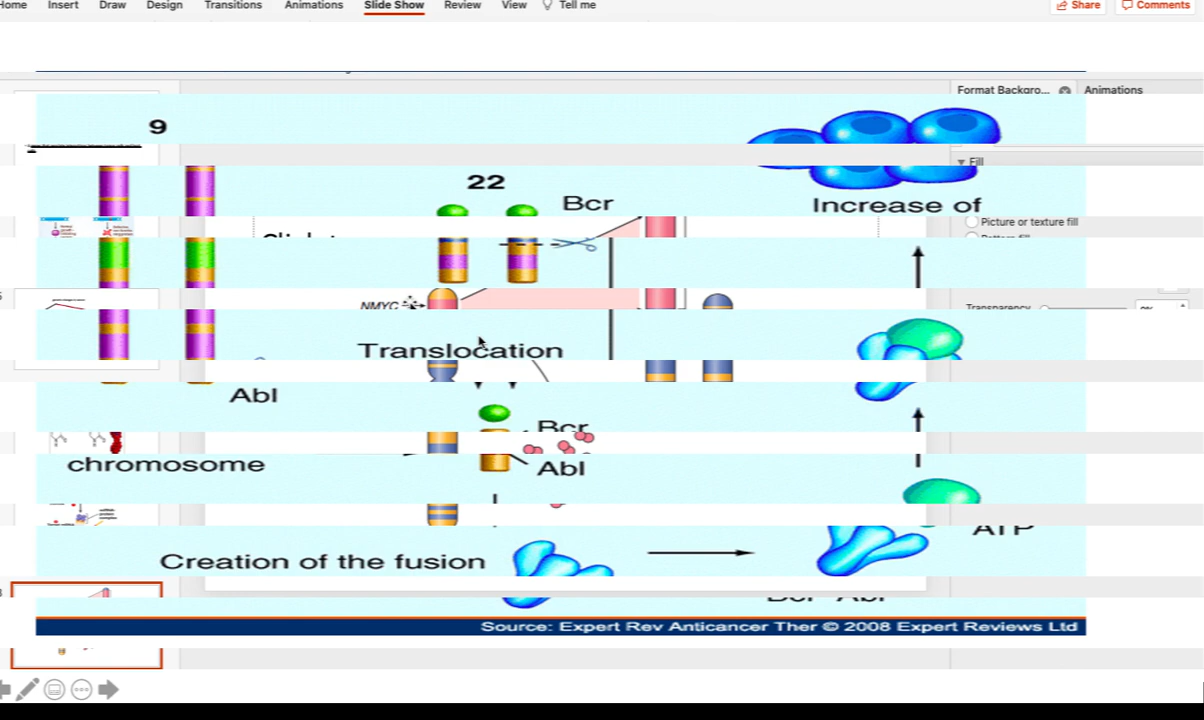 Home Insert Draw Design Transitions Animations Slide Show Review View Tell me Share Comments
Format Backgro... Animations
9
Fill
22
Bcr
Increase of
Picture or texture fill
NMYC
Transparency
Translocation
Abl
Bcr
chromosome
Abl
ATP
Creation of the fusion
Bcr-Abl
Source: Expert Rev Anticancer Ther © 2008 Expert Reviews Ltd